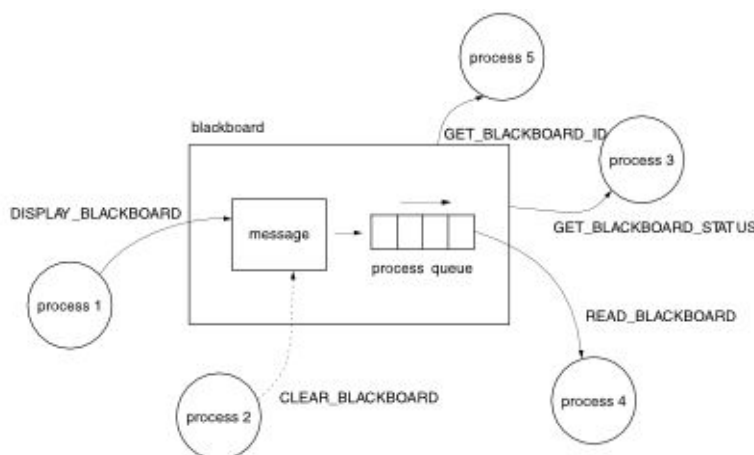 process 5
blackboard
GET_BLACKBOARD_ID
process 3
DISPLAY_BLACKBOARD
message
GET_BLACKBOARD_STATUS
process queue
process 1
READ_BLACKBOARD
CLEAR_BLACKBOARD
process 4
process 2